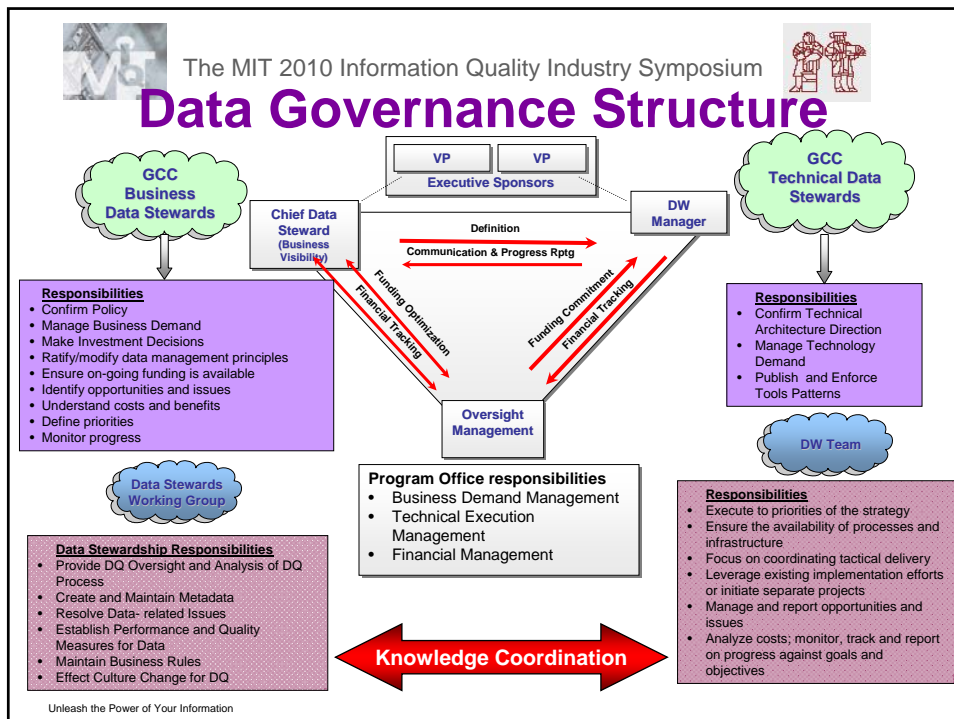 The MIT 2010 Information Quality Industry Symposium
Data Governance Structure
VP
VP
Executive Sponsors
GCC
Business
Data Stewards
GCC
Technical Data
Stewards
Chief Data
Steward
(Business
Visibility)
DW
Manager
Definition
Communication & Progress Rptg
Funding Optimization
Financial Tracking
Funding Commitment
Financial Tracking
Oversight
Management
Responsibilities
• Confirm Policy
• Manage Business Demand
• Make Investment Decisions
• Ratify/modify data management principles
• Ensure on-going funding is available
• Identify opportunities and issues
• Understand costs and benefits
• Define priorities
• Monitor progress
Responsibilities
• Confirm Technical
Architecture Direction
• Manage Technology
Demand
• Publish and Enforce
Tools Patterns
Data Stewards
Working Group
DW Team
Program Office responsibilities
• Business Demand Management
• Technical Execution
Management
• Financial Management
Data Stewardship Responsibilities
• Provide DQ Oversight and Analysis of DQ
Process
• Create and Maintain Metadata
• Resolve Data- related Issues
• Establish Performance and Quality
Measures for Data
• Maintain Business Rules
• Effect Culture Change for DQ
Responsibilities
• Execute to priorities of the strategy
• Ensure the availability of processes and
infrastructure
• Focus on coordinating tactical delivery
• Leverage existing implementation efforts
or initiate separate projects
• Manage and report opportunities and
issues
• Analyze costs; monitor, track and report
on progress against goals and
objectives
Knowledge Coordination
Unleash the Power of Your Information